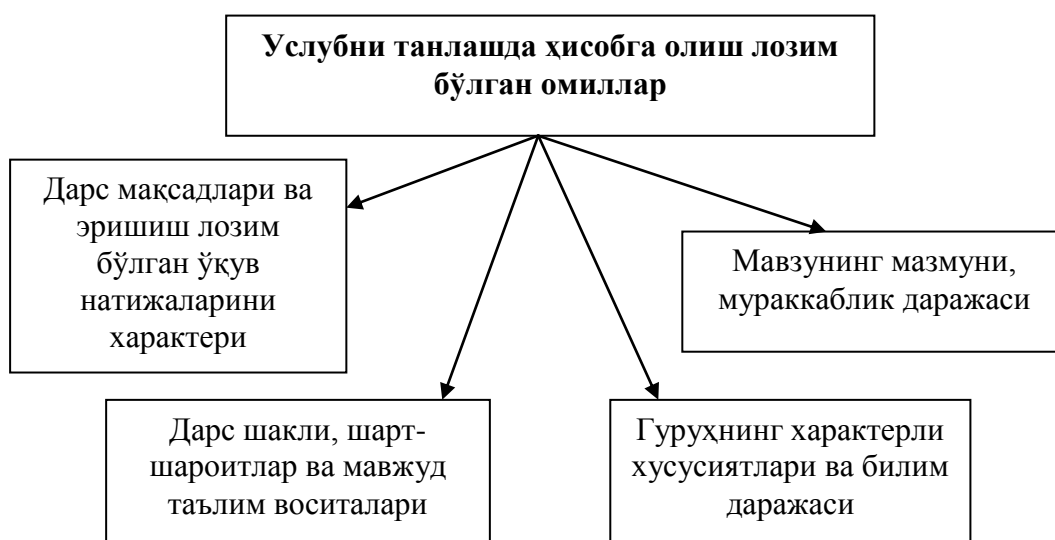 Услубни танлашда ҳисобга олиш лозим
бўлган омиллар
Дарс мақсадлари ва
эришиш лозим
бўлган ўқув
натижаларини
характери
Мавзунинг мазмуни,
мураккаблик даражаси
Дарс шакли, шарт-
шароитлар ва мавжуд
таълим воситалари
Гуруҳнинг характерли
хусусиятлари ва билим
даражаси